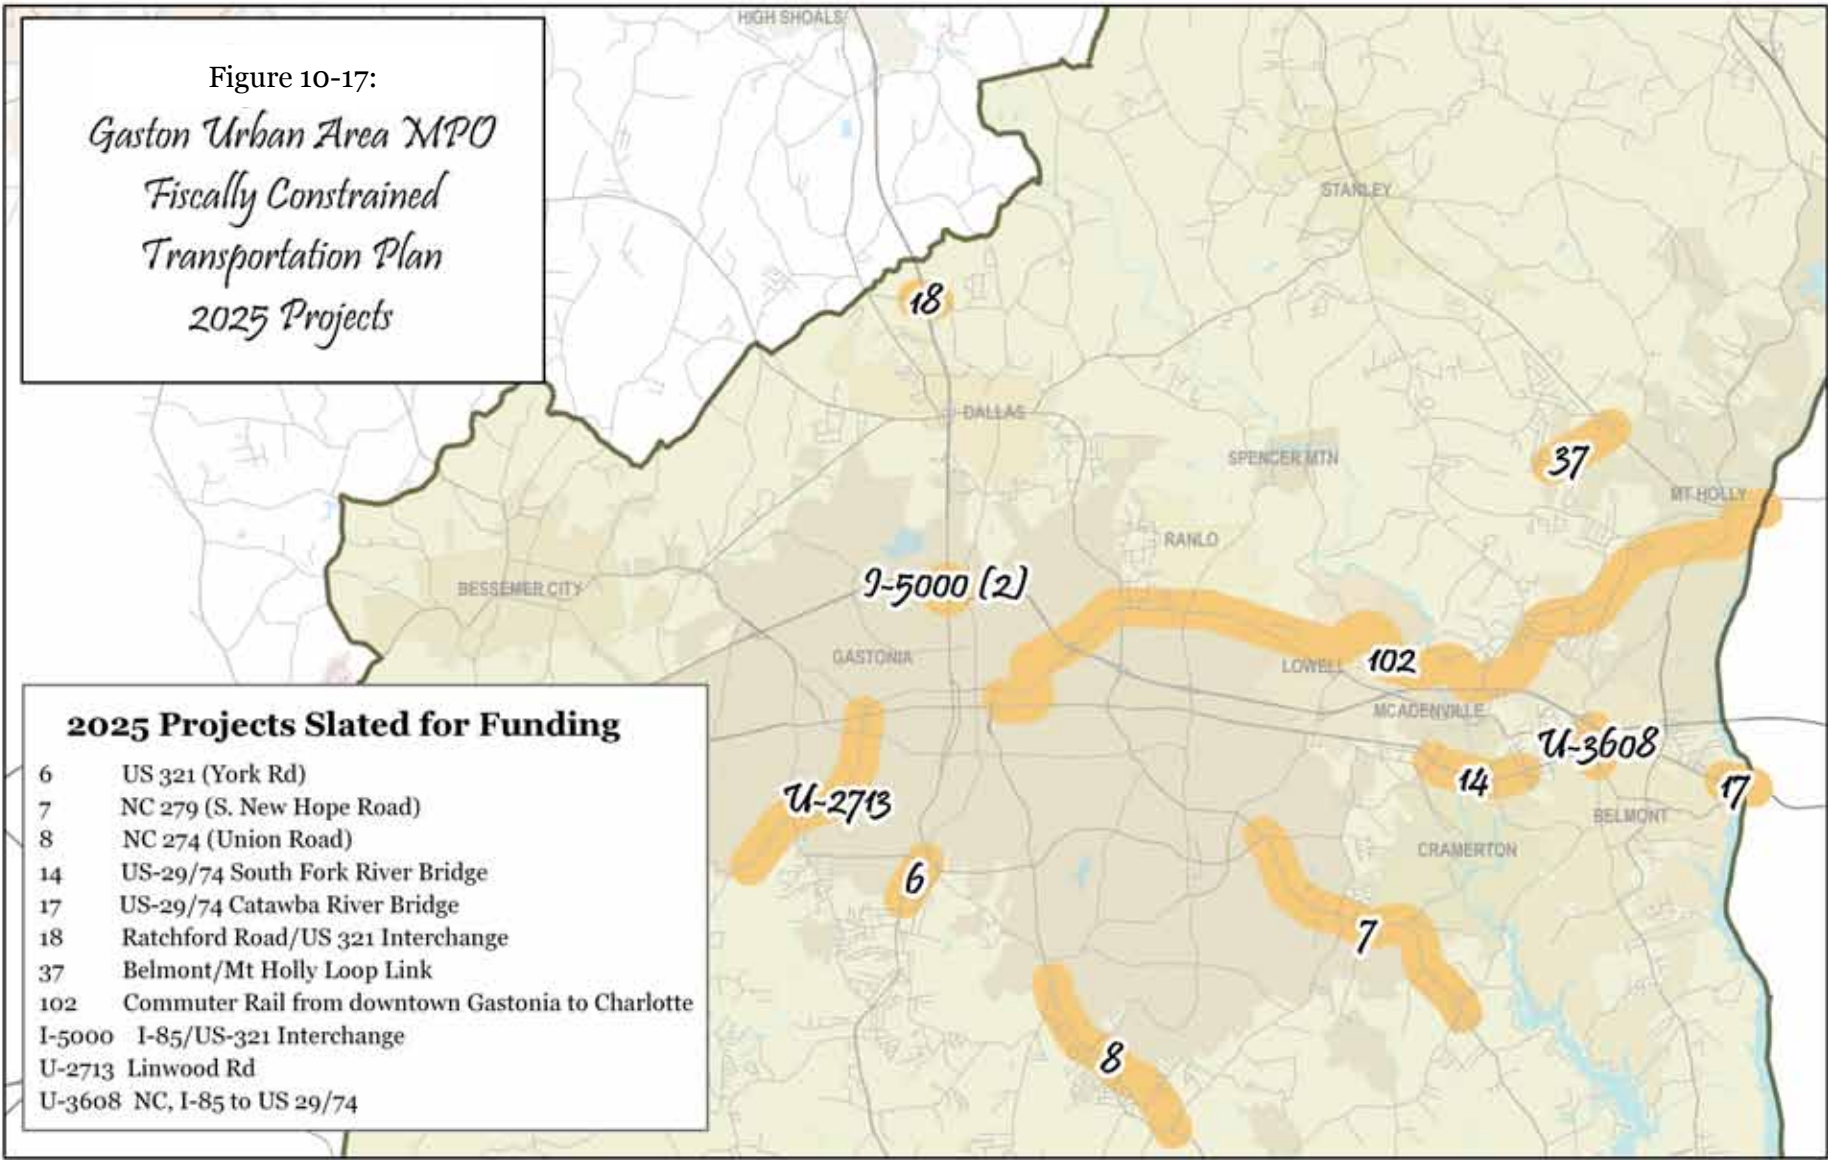 Figure 10-17:
Gaston Urban Area MPO
Fiscally Constrained
Transportation Plan
2025 Projects
HIGH SHOALS
STANLEY
18
DALLAS
SPENCER MTN
37
MT HOLLY
RANLO
BESSEMER CITY
I-5000 (2)
GASTONIA
LOWELL
102
MCADENVILLE
U-3608
14
17
U-2713
BELMONT
CRAMERTON
6
7
8
2025 Projects Slated for Funding
6 US 321 (York Rd)
7 NC 279 (S. New Hope Road)
8 NC 274 (Union Road)
14 US-29/74 South Fork River Bridge
17 US-29/74 Catawba River Bridge
18 Ratchford Road/US 321 Interchange
37 Belmont/Mt Holly Loop Link
102 Commuter Rail from downtown Gastonia to Charlotte
I-5000 I-85/US-321 Interchange
U-2713 Linwood Rd
U-3608 NC, I-85 to US 29/74